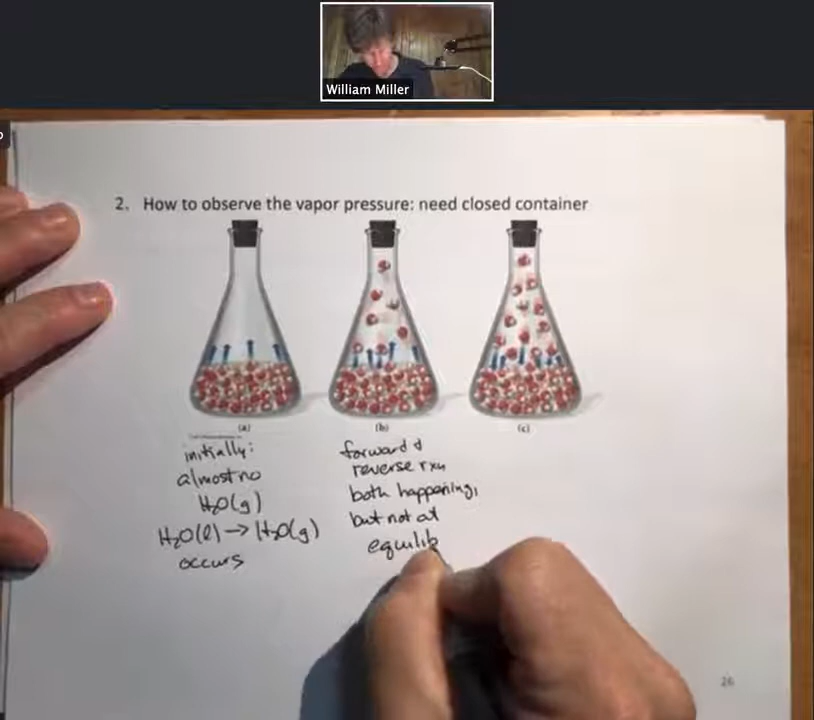 William Miller
2. How to observe the vapor pressure: need closed container
(a)
(b)
(c)
initially:
almost no
H2O(g)
H2O(l) → H2O(g)
occurs
forward &
reverse rxn
both happening,
but not at
equilib
26